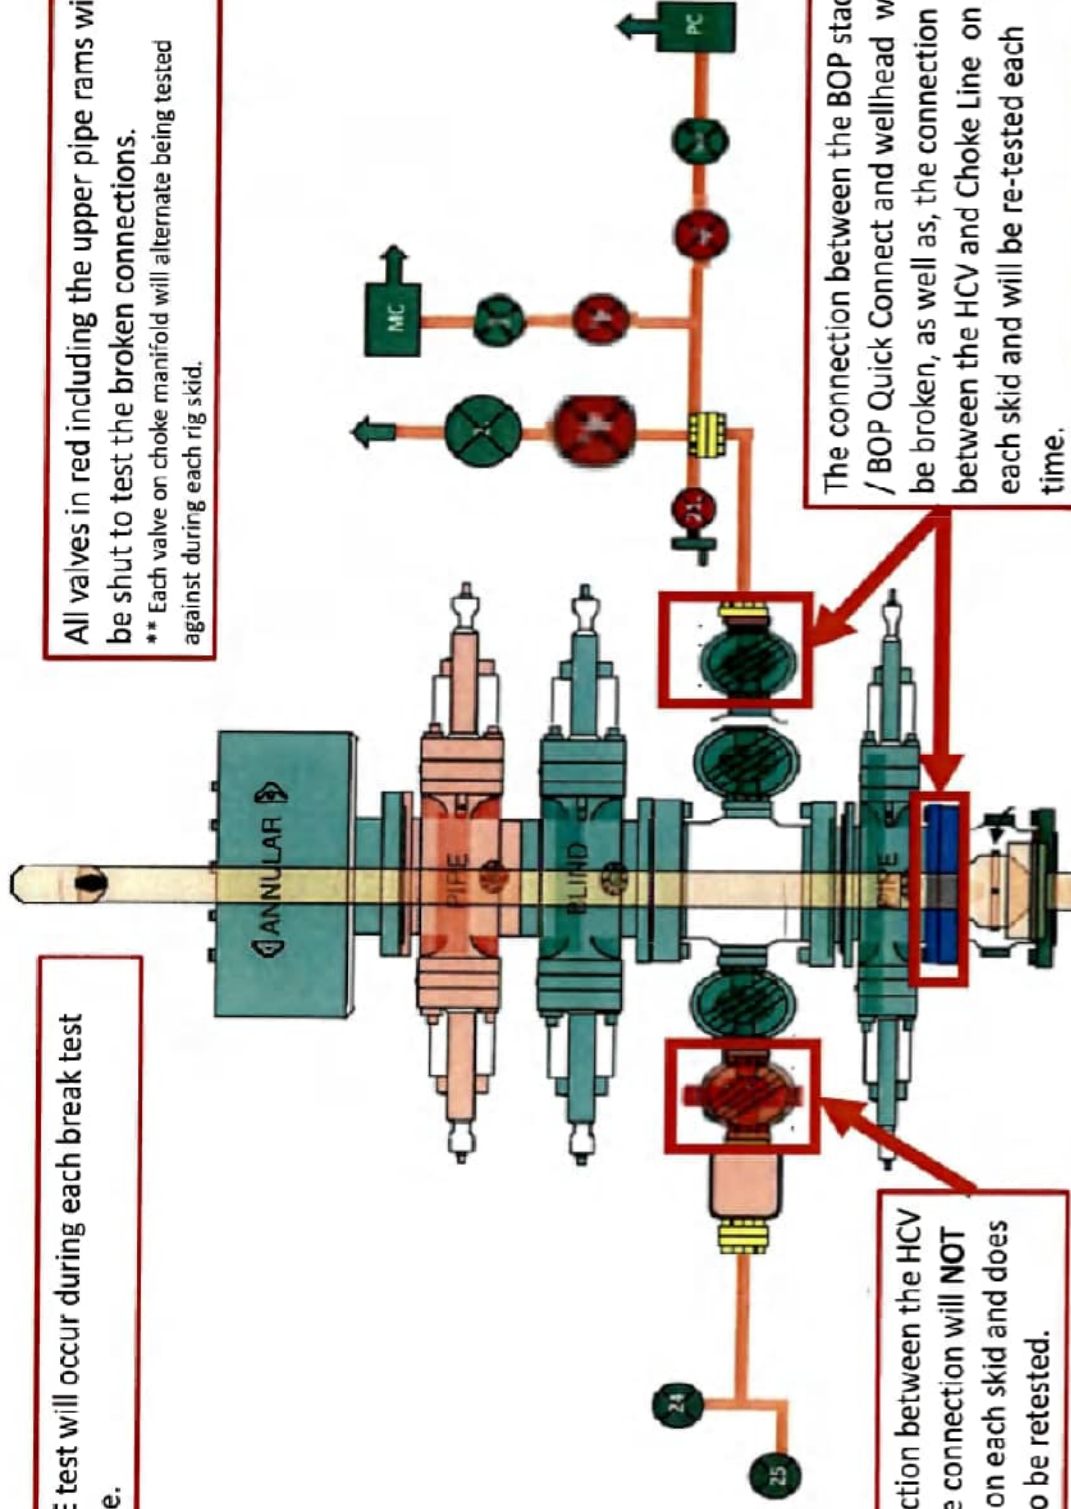 E test will occur during each break test
e.
All valves in red including the upper pipe rams wi
be shut to test the broken connections.
** Each valve on choke manifold will alternate being tested
against during each rig skid.
ANNULAR
PIPE
BLIND
PIPE
MC
PC
24
25
ction between the HCV
e connection will NOT
on each skid and does
o be retested.
The connection between the BOP stac
/ BOP Quick Connect and wellhead w
be broken, as well as, the connection
between the HCV and Choke Line on
each skid and will be re-tested each
time.